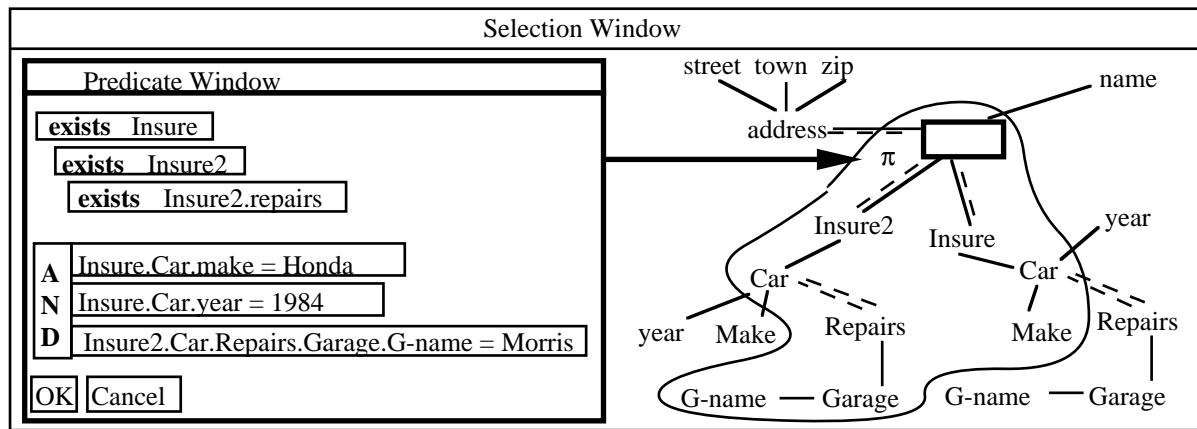 Selection Window
Predicate Window
exists Insure
exists Insure2
exists Insure2.repairs
A
N
D
Insure.Car.make = Honda
Insure.Car.year = 1984
Insure2.Car.Repairs.Garage.G-name = Morris
OK
Cancel
street town zip
name
address
π
Insure2
Insure
year
Car
Car
year
Make
Repairs
Make
Repairs
G-name
Garage
G-name
Garage